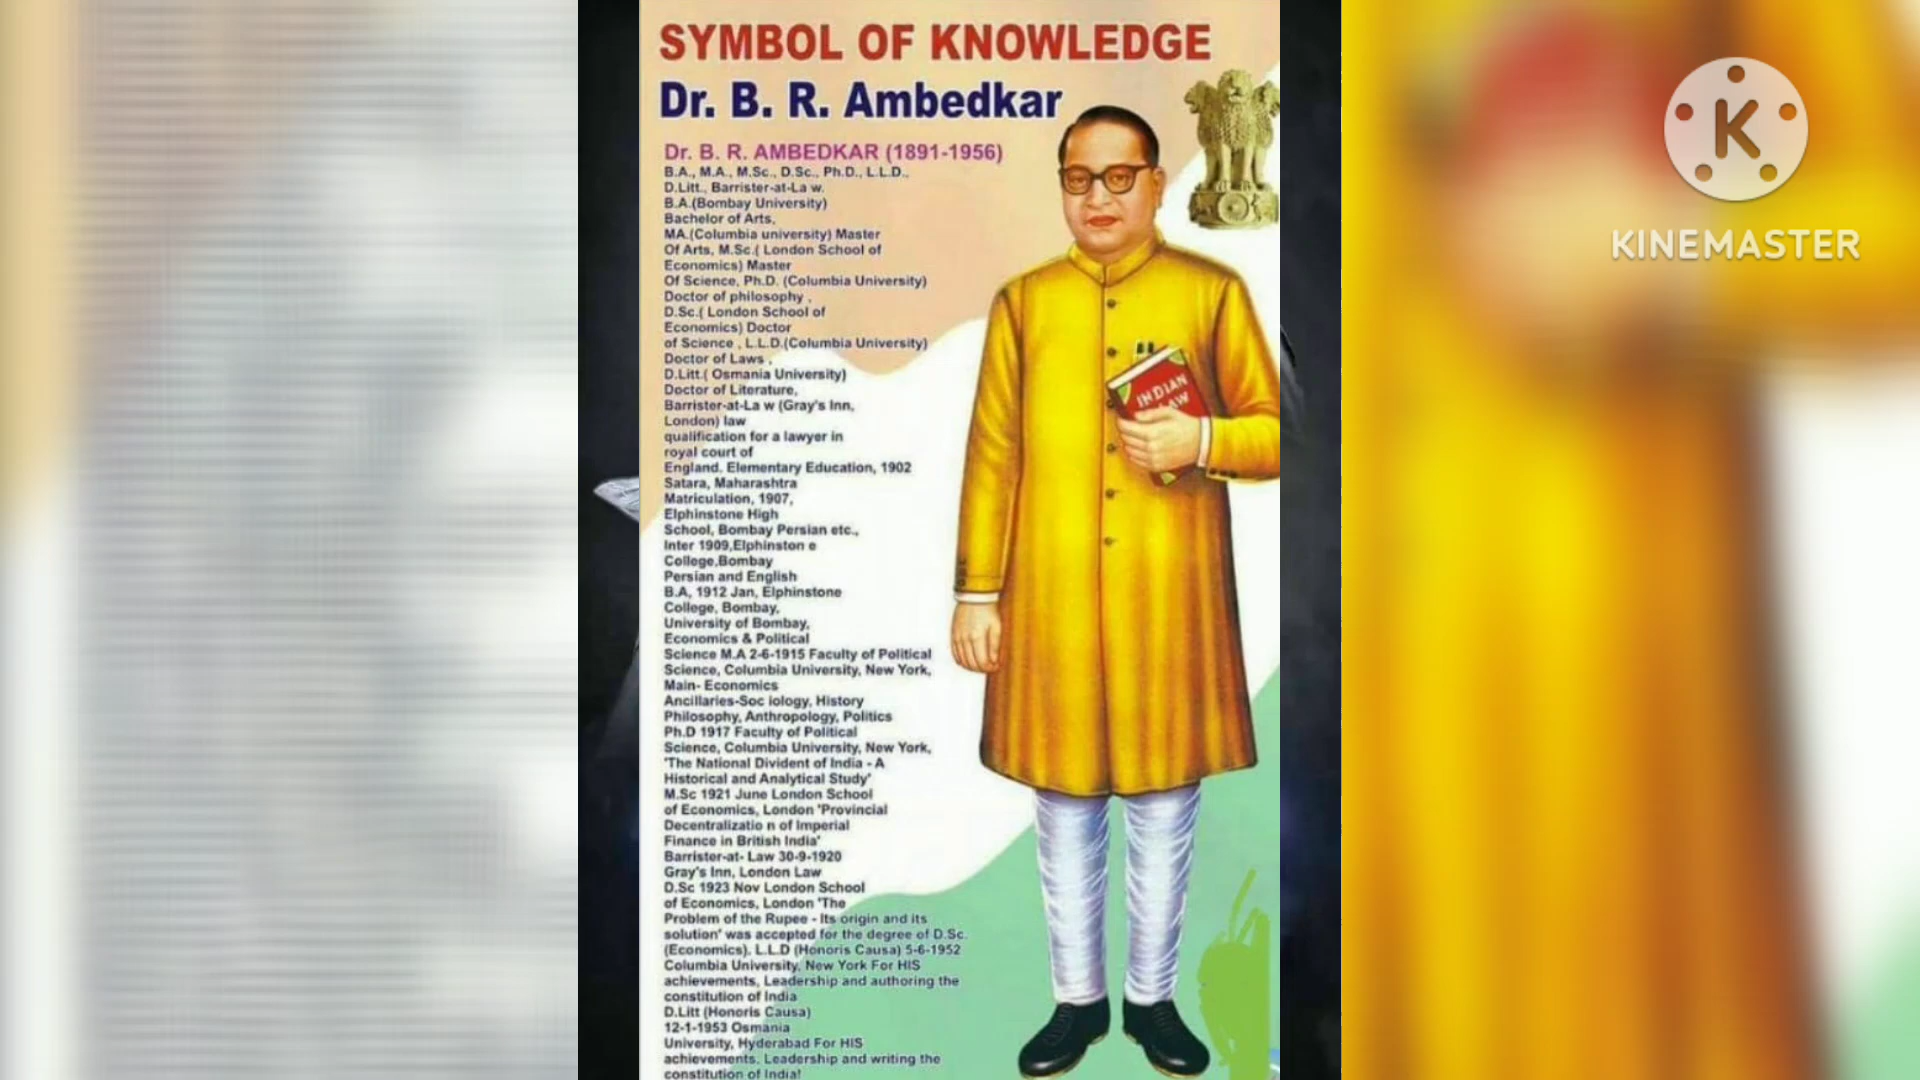 SYMBOL OF KNOWLEDGE
Dr. B. R. Ambedkar
Dr. B. R. AMBEDKAR (1891-1956)
B.A., M.A., M.Sc., D.Sc., Ph.D., L.L.D.,
D.Litt., Barrister-at-La w.
B.A.(Bombay University)
Bachelor of Arts,
MA.(Columbia university) Master
Of Arts, M.Sc.( London School of
Economics) Master
Of Science, Ph.D. (Columbia University)
Doctor of philosophy ,
D.Sc.( London School of
Economics) Doctor
of Science , L.L.D.(Columbia University)
Doctor of Laws ,
D.Litt.( Osmania University)
Doctor of Literature,
Barrister-at-La w (Gray's Inn,
London) law
qualification for a lawyer in
royal court of
England. Elementary Education, 1902
Satara, Maharashtra
Matriculation, 1907,
Elphinstone High
School, Bombay Persian etc.,
Inter 1909,Elphinston e
College,Bombay
Persian and English
B.A, 1912 Jan, Elphinstone
College, Bombay,
University of Bombay,
Economics & Political
Science M.A 2-6-1915 Faculty of Political
Science, Columbia University, New York,
Main- Economics
Ancillaries-Soc iology, History
Philosophy, Anthropology, Politics
Ph.D 1917 Faculty of Political
Science, Columbia University, New York,
'The National Divident of India - A
Historical and Analytical Study'
M.Sc 1921 June London School
of Economics, London 'Provincial
Decentralizatio n of Imperial
Finance in British India'
Barrister-at- Law 30-9-1920
Gray's Inn, London Law
D.Sc 1923 Nov London School
of Economics, London 'The
Problem of the Rupee - Its origin and its
solution' was accepted for the degree of D.Sc.
(Economics). L.L.D (Honoris Causa) 5-6-1952
Columbia University, New York For HIS
achievements, Leadership and authoring the
constitution of India
D.Litt (Honoris Causa)
12-1-1953 Osmania
University, Hyderabad For HIS
achievements, Leadership and writing the
constitution of India!
INDIAN
LAW
K
KINEMASTER